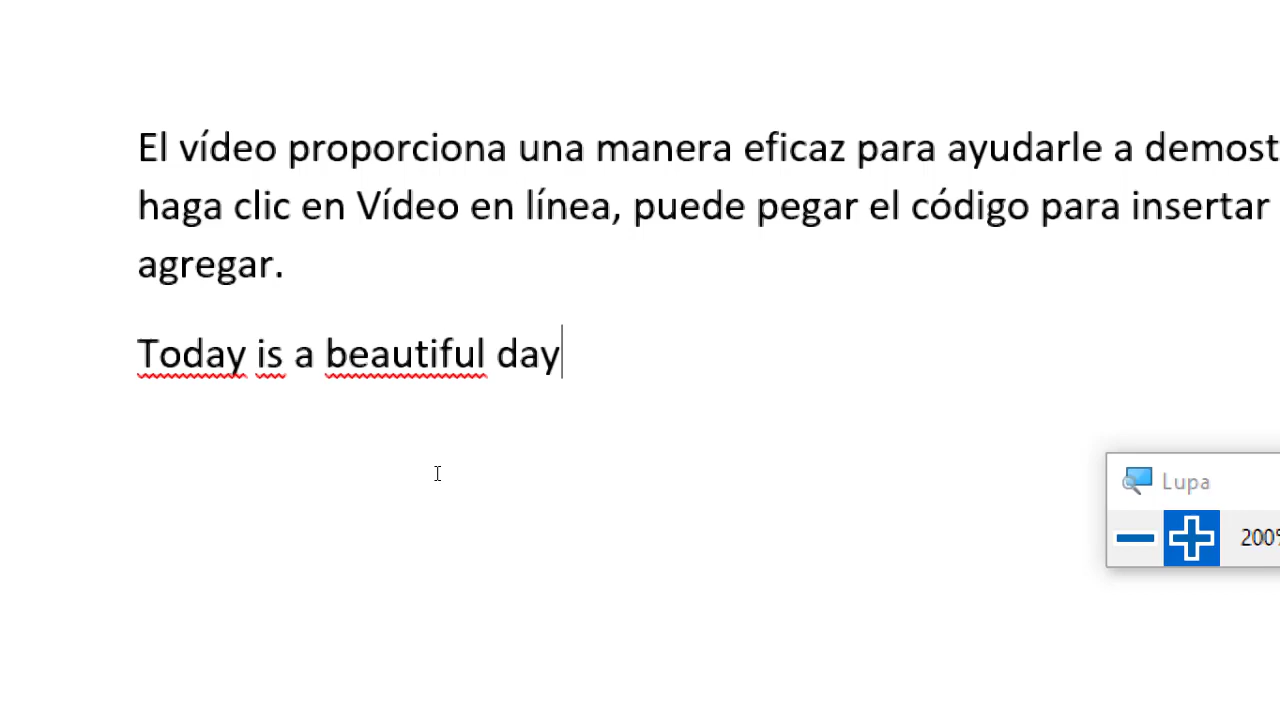 El vídeo proporciona una manera eficaz para ayudarle a
haga clic en Vídeo en línea, puede pegar el código para insertar
agregar.
Today is a beautiful day
Lupa
200%